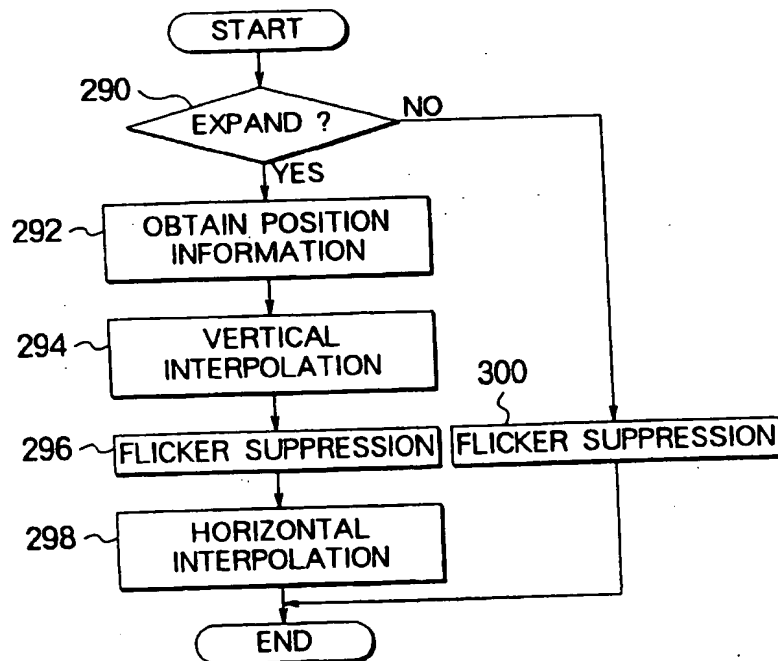 START
290
EXPAND ?
NO
YES
292
OBTAIN POSITION
INFORMATION
294
VERTICAL
INTERPOLATION
300
296
FLICKER SUPPRESSION
FLICKER SUPPRESSION
298
HORIZONTAL
INTERPOLATION
END